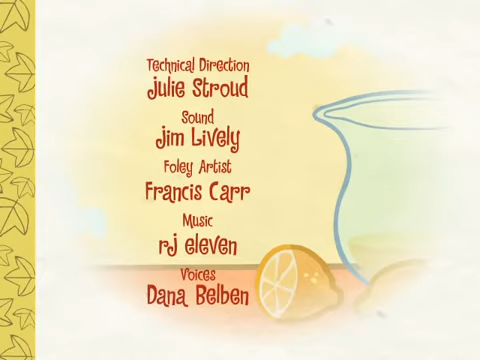 Technical Direction
julie Stroud
Sound
jim Lively
Foley Artist
Francis Carr
Music
rj eleven
Voices
Dana Belben